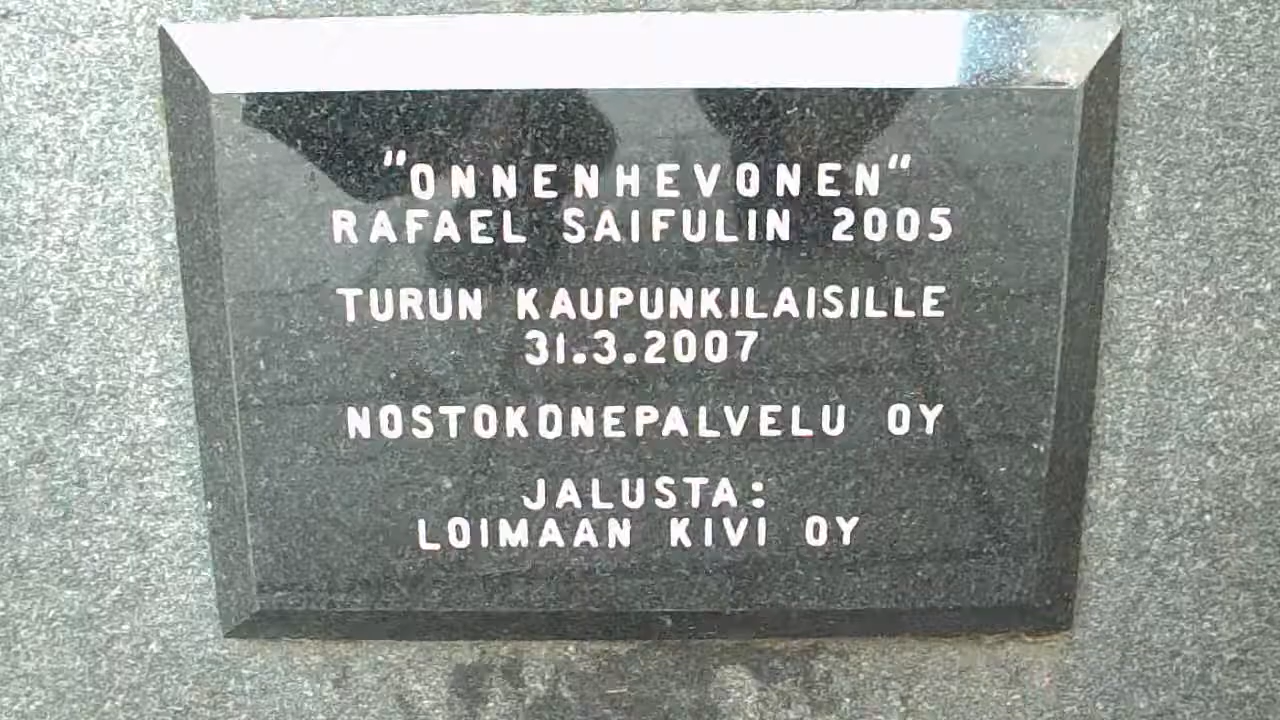 "ONNENHEVONEN"
RAFAEL SAIFULIN 2005
TURUN KAUPUNKILAISILLE
31.3.2007
NOSTOKONEPALVELU OY
JALUSTA:
LOIMAAN KIVI OY